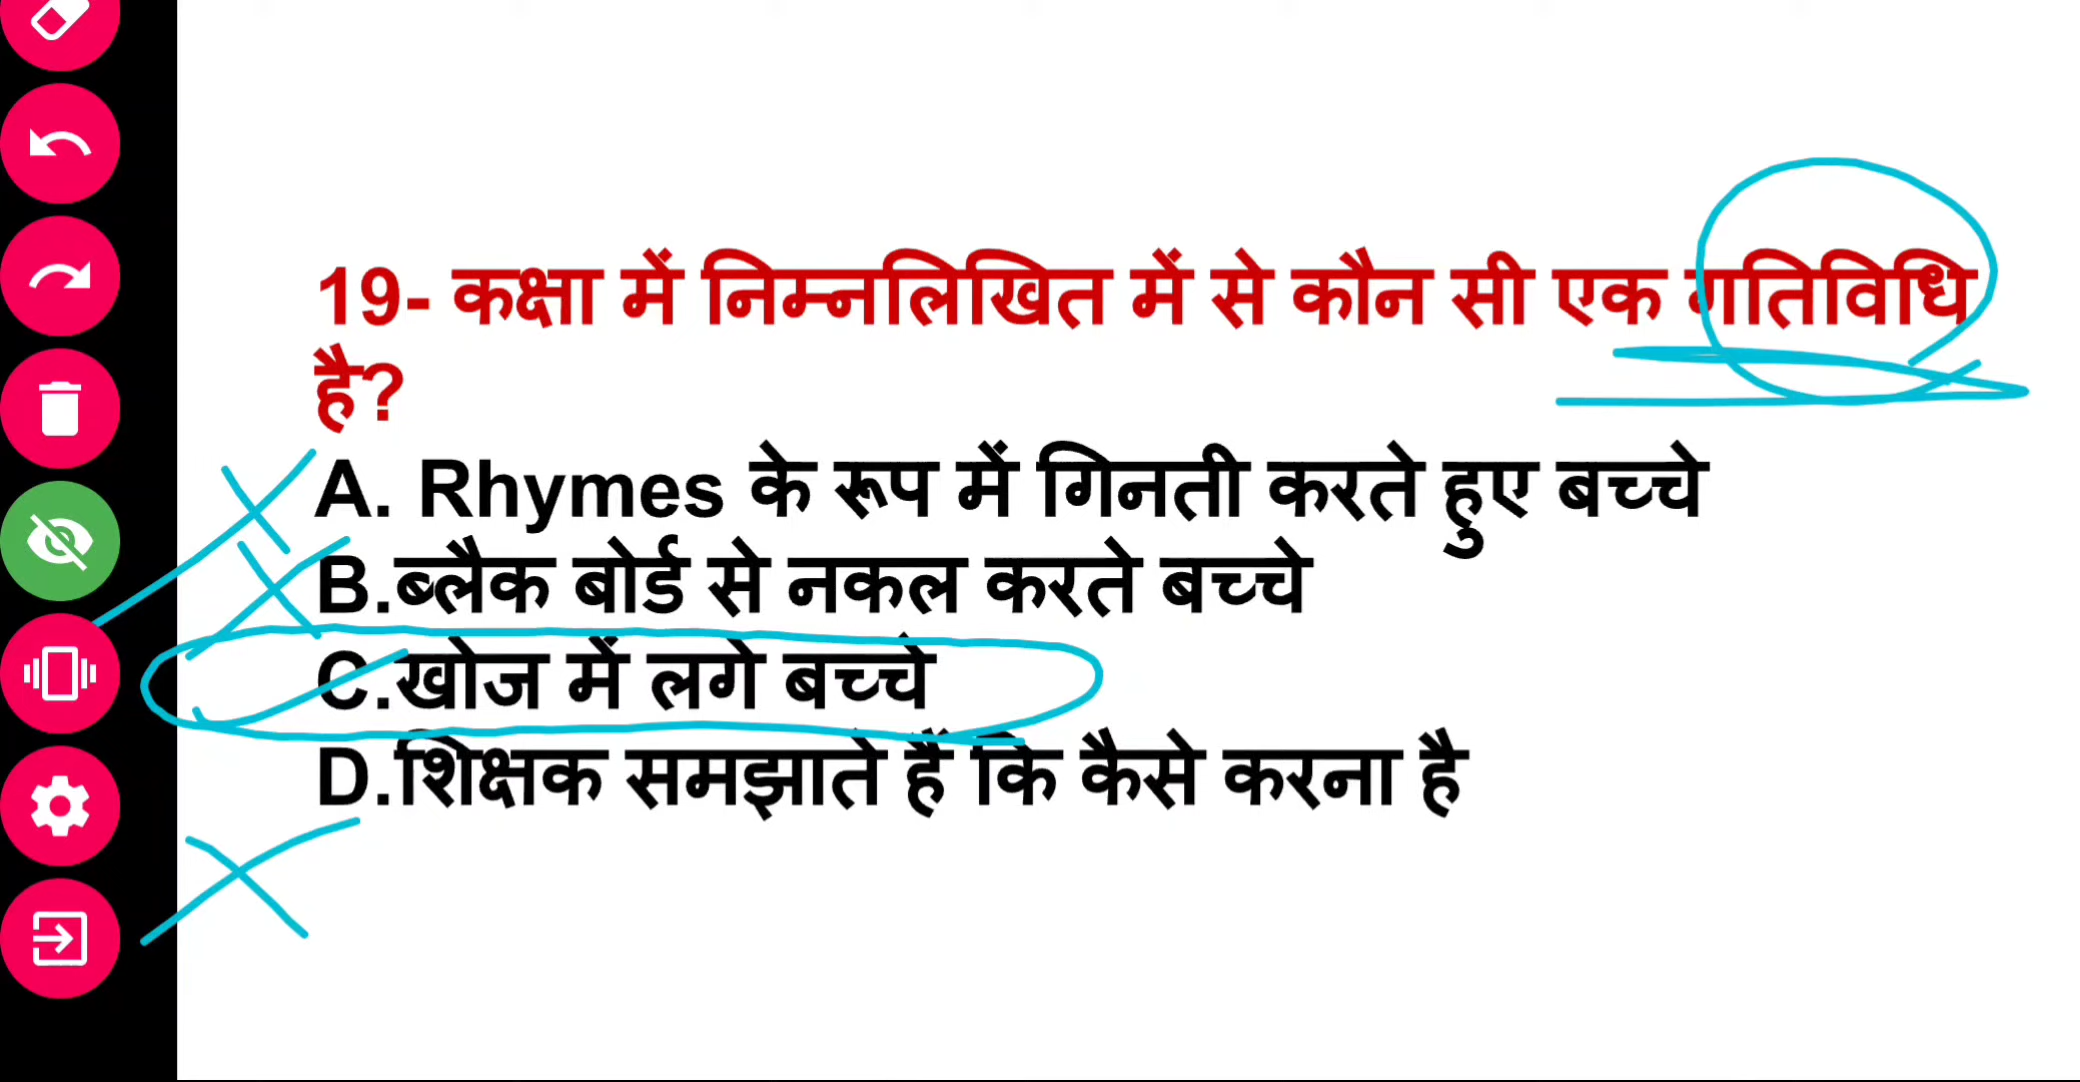 19- कक्षा में निम्नलिखित में से कौन सी एक गतिविधि
है?
A. Rhymes के रूप में गिनती करते हुए बच्चे
B.ब्लैक बोर्ड से नकल करते बच्चे
C.खोज में लगे बच्चे
D.शिक्षक समझाते हैं कि कैसे करना है